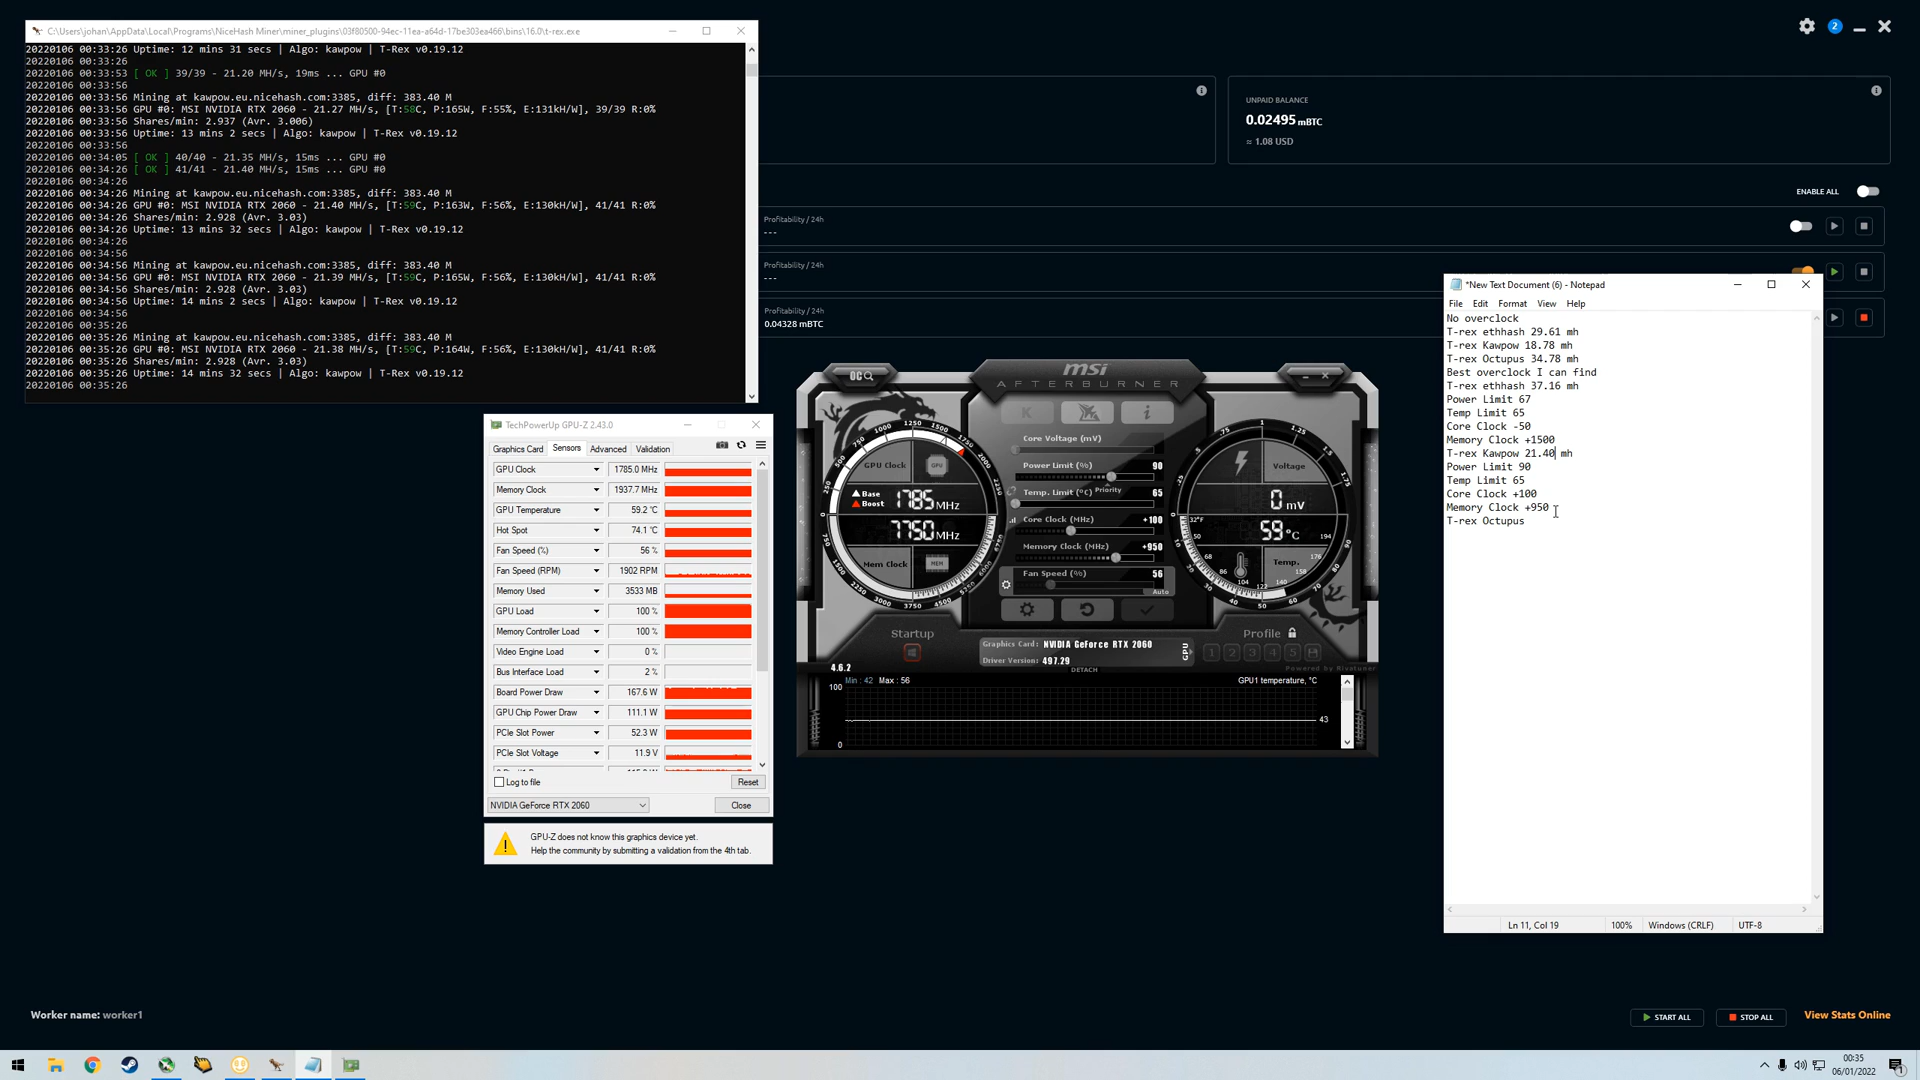 C:\Users\johan\AppData\Local\Programs\NiceHash Miner\miner_plugins\03f80500-94ec-11ea-a64d-17be303ea466\bins\16.0\t-rex.exe
20220106 00:33:26 Uptime: 12 mins 31 secs | Algo: kawpow | T-Rex v0.19.12
20220106 00:33:26
20220106 00:33:53 [ OK ] 39/39 - 21.20 MH/s, 19ms ... GPU #0
20220106 00:33:56
20220106 00:33:56 Mining at kawpow.eu.nicehash.com:3385, diff: 383.40 M
20220106 00:33:56 GPU #0: MSI NVIDIA RTX 2060 - 21.27 MH/s, [T:58C, P:165W, F:55%, E:131kH/W], 39/39 R:0%
20220106 00:33:56 Shares/min: 2.937 (Avr. 3.006)
20220106 00:33:56 Uptime: 13 mins 2 secs | Algo: kawpow | T-Rex v0.19.12
20220106 00:33:56
20220106 00:34:05 [ OK ] 40/40 - 21.35 MH/s, 15ms ... GPU #0
20220106 00:34:26 [ OK ] 41/41 - 21.40 MH/s, 15ms ... GPU #0
20220106 00:34:26
20220106 00:34:26 Mining at kawpow.eu.nicehash.com:3385, diff: 383.40 M
20220106 00:34:26 GPU #0: MSI NVIDIA RTX 2060 - 21.40 MH/s, [T:59C, P:163W, F:56%, E:130kH/W], 41/41 R:0%
20220106 00:34:26 Shares/min: 2.928 (Avr. 3.03)
20220106 00:34:26 Uptime: 13 mins 32 secs | Algo: kawpow | T-Rex v0.19.12
20220106 00:34:26
20220106 00:34:56
20220106 00:34:56 Mining at kawpow.eu.nicehash.com:3385, diff: 383.40 M
20220106 00:34:56 GPU #0: MSI NVIDIA RTX 2060 - 21.39 MH/s, [T:59C, P:165W, F:56%, E:130kH/W], 41/41 R:0%
20220106 00:34:56 Shares/min: 2.928 (Avr. 3.03)
20220106 00:34:56 Uptime: 14 mins 2 secs | Algo: kawpow | T-Rex v0.19.12
20220106 00:34:56
20220106 00:35:26
20220106 00:35:26 Mining at kawpow.eu.nicehash.com:3385, diff: 383.40 M
20220106 00:35:26 GPU #0: MSI NVIDIA RTX 2060 - 21.38 MH/s, [T:59C, P:164W, F:56%, E:130kH/W], 41/41 R:0%
20220106 00:35:26 Shares/min: 2.928 (Avr. 3.03)
20220106 00:35:26 Uptime: 14 mins 32 secs | Algo: kawpow | T-Rex v0.19.12
20220106 00:35:26
2
UNPAID BALANCE
0.02495 mBTC
≈ 1.08 USD
ENABLE ALL
Profitability / 24h
---
Profitability / 24h
---
0.04328 mBTC
*New Text Document (6) - Notepad
File Edit Format View Help
No overclock
T-rex ethhash 29.61 mh
T-rex Kawpow 18.78 mh
T-rex Octupus 34.78 mh
Best overclock I can find
T-rex ethhash 37.16 mh
Power Limit 67
Temp Limit 65
Core Clock -50
Memory Clock +1500
T-rex Kawpow 21.40 mh
Power Limit 90
Temp Limit 65
Core Clock +100
Memory Clock +950
T-rex Octupus
Ln 11, Col 19 100% Windows (CRLF) UTF-8
TechPowerUp GPU-Z 2.43.0
Graphics Card Sensors Advanced Validation
GPU Clock 1785.0 MHz
Memory Clock 1937.7 MHz
GPU Temperature 59.2 °C
Hot Spot 74.1 °C
Fan Speed (%) 56 %
Fan Speed (RPM) 1902 RPM
Memory Used 3533 MB
GPU Load 100 %
Memory Controller Load 100 %
Video Engine Load 0 %
Bus Interface Load 2 %
Board Power Draw 167.6 W
GPU Chip Power Draw 111.1 W
PCIe Slot Power 52.3 W
PCIe Slot Voltage 11.9 V
Log to file
Reset
NVIDIA GeForce RTX 2060
Close
GPU-Z does not know this graphics device yet.
Help the community by submitting a validation from the 4th tab.
OC
msi
AFTERBURNER
K i
GPU Clock GPU
Base
Boost
1785 MHz
7750 MHz
Mem Clock MEM
Core Voltage (mV)
Power Limit (%) 90
Priority
Temp. Limit (°C) 65
Core Clock (MHz) +100
Memory Clock (MHz) +950
Fan Speed (%) 56
Auto
Voltage
0 mV
59 °C
Temp.
Startup
Profile
1 2 3 4 5
Graphics Card: NVIDIA GeForce RTX 2060
Driver Version: 497.29
GPU1
DETACH
4.6.2
Powered by Rivatuner
Min : 42 Max : 56
GPU1 temperature, °C
100
43
0
Worker name: worker1
START ALL STOP ALL View Stats Online
00:35
06/01/2022